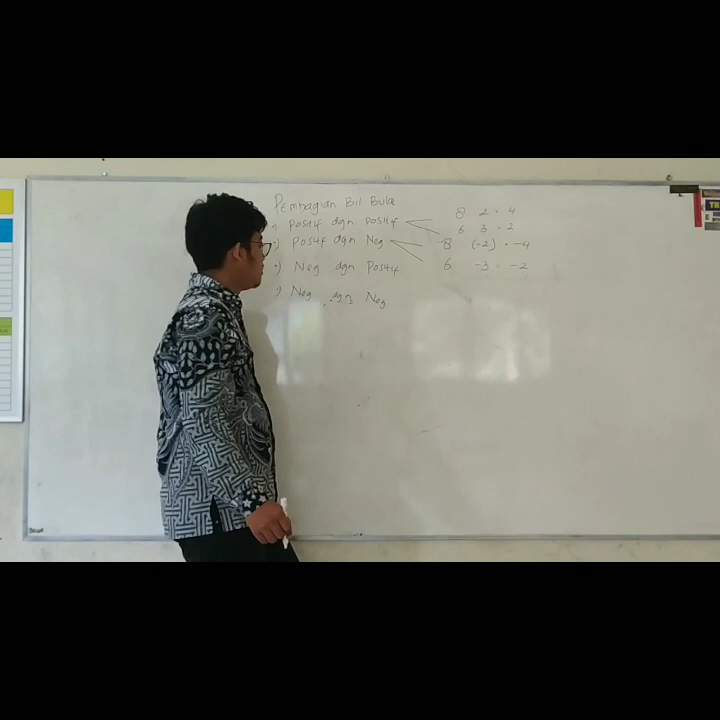 Pembagian Bil Bulat
•) Positif dgn Positif
8 2 = 4
6 3 = 2
•) Positif dgn Neg
8 (-2) = -4
6 -3 = -2
•) Neg dgn Positif
•) Neg dgn Neg